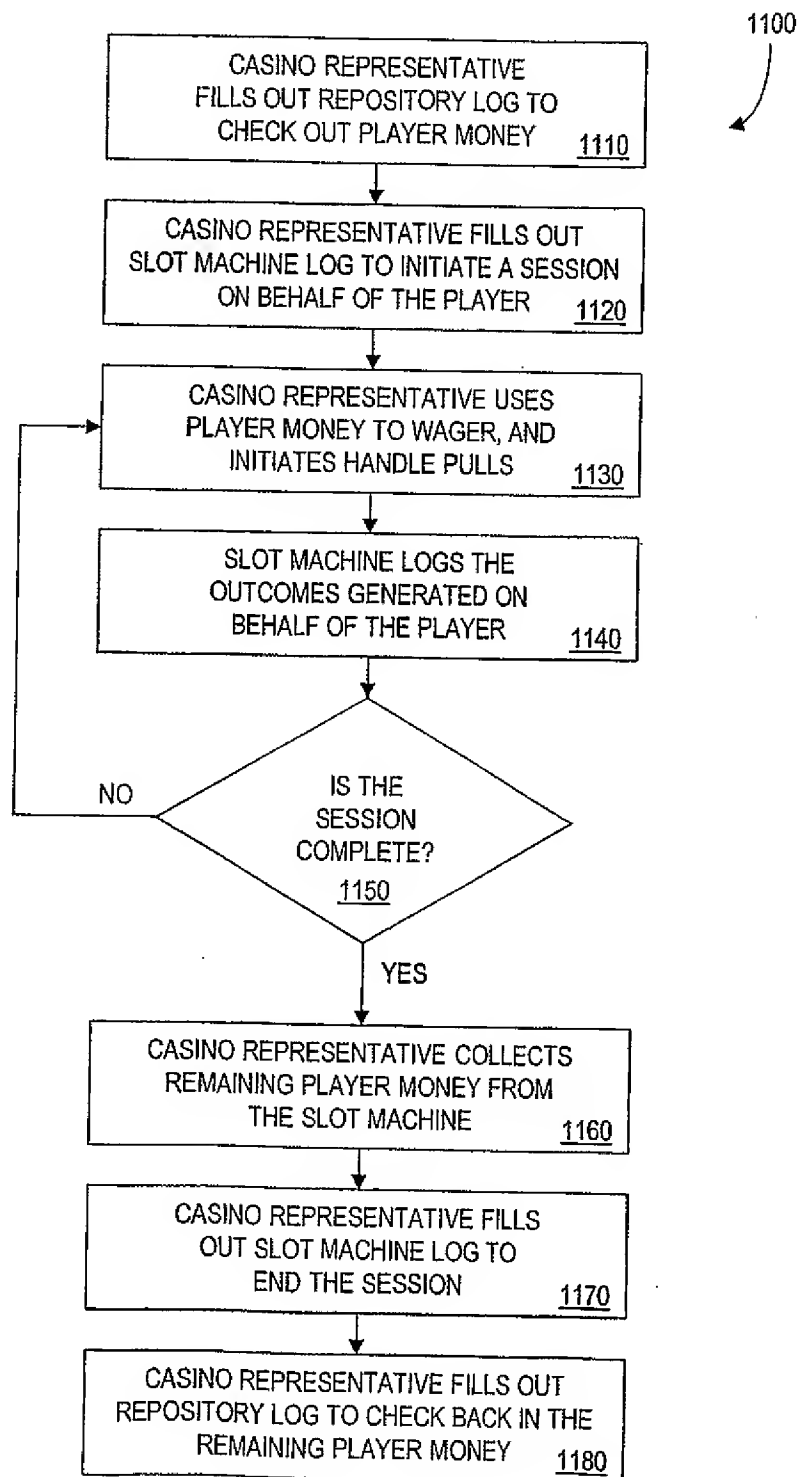 1100
CASINO REPRESENTATIVE
FILLS OUT REPOSITORY LOG TO
CHECK OUT PLAYER MONEY
1110
CASINO REPRESENTATIVE FILLS OUT
SLOT MACHINE LOG TO INITIATE A SESSION
ON BEHALF OF THE PLAYER
1120
CASINO REPRESENTATIVE USES
PLAYER MONEY TO WAGER, AND
INITIATES HANDLE PULLS
1130
SLOT MACHINE LOGS THE
OUTCOMES GENERATED ON
BEHALF OF THE PLAYER
1140
NO
IS THE
SESSION
COMPLETE?
1150
YES
CASINO REPRESENTATIVE COLLECTS
REMAINING PLAYER MONEY FROM
THE SLOT MACHINE
1160
CASINO REPRESENTATIVE FILLS
OUT SLOT MACHINE LOG TO
END THE SESSION
1170
CASINO REPRESENTATIVE FILLS OUT
REPOSITORY LOG TO CHECK BACK IN THE
REMAINING PLAYER MONEY
1180